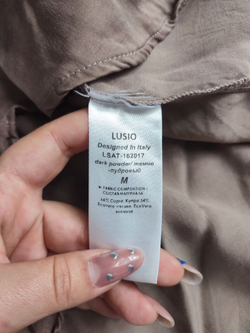 LUSIO
Designed In Italy
LSAT-162017
dark powder/ темно
-пудровый
M
FABRIC COMPOSITION -
СОСТАВ МАТЕРИАЛА